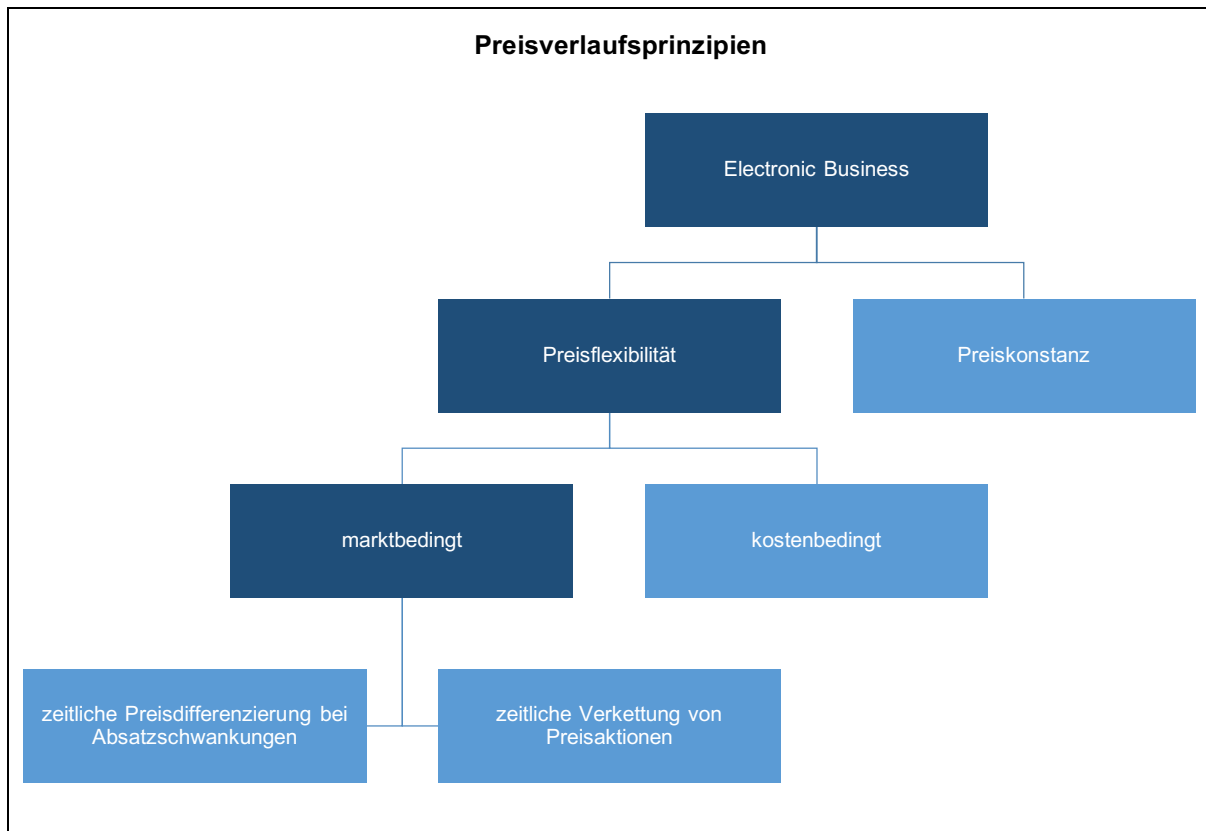 Preisverlaufsprinzipien
Electronic Business
Preisflexibilität
Preiskonstanz
marktbedingt
kostenbedingt
zeitliche Preisdifferenzierung bei
Absatzschwankungen
zeitliche Verkettung von
Preisaktionen